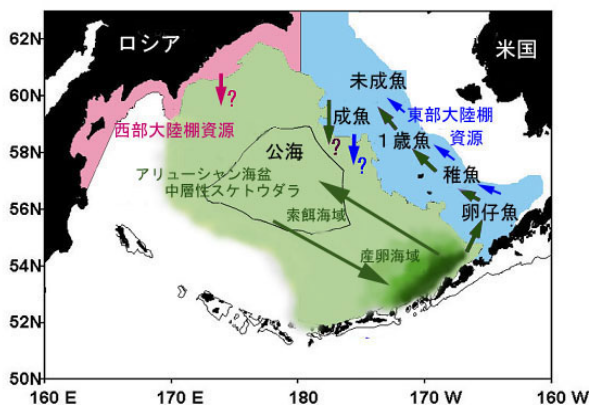 62N
60N
58N
56N
54N
52N
50N
ロシア
米国
未成魚
?
成魚
東部大陸棚
資源
西部大陸棚資源
1歳魚
公海
?
?
稚魚
アリューシャン海盆
中層性スケトウダラ
索餌海域
卵仔魚
産卵海域
160 E
170 E
180
170 W
160 W